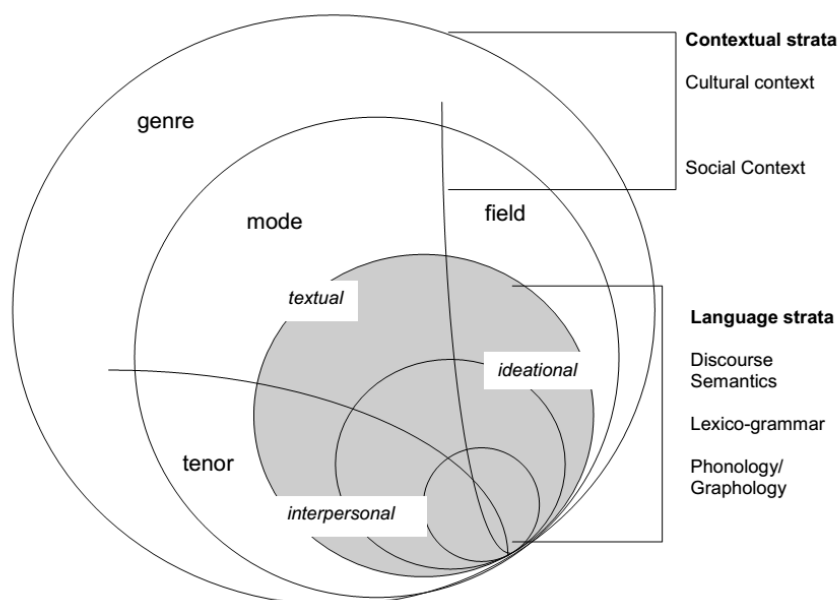 Contextual strata
Cultural context
genre
Social Context
mode
field
textual
Language strata
Discourse
Semantics
ideational
Lexico-grammar
tenor
Phonology/
Graphology
interpersonal